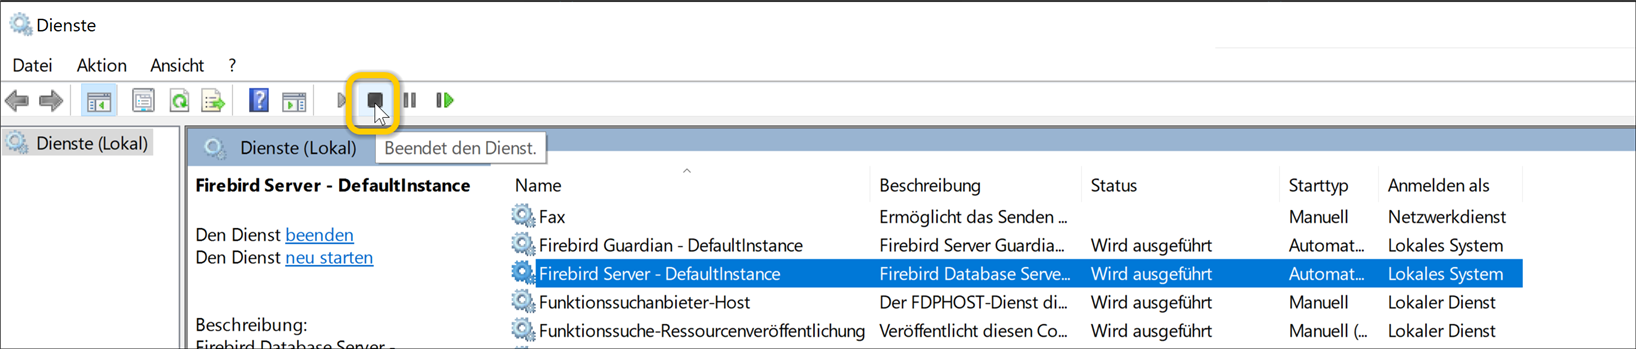 Dienste
Datei Aktion Ansicht ?
Dienste (Lokal)
Dienste (Lokal)
Beendet den Dienst.
Firebird Server - DefaultInstance
Den Dienst beenden
Den Dienst neu starten
Beschreibung:
Firebird Database Server -
Name Beschreibung Status Starttyp Anmelden als
Fax Ermöglicht das Senden ... Manuell Netzwerkdienst
Firebird Guardian - DefaultInstance Firebird Server Guardia... Wird ausgeführt Automat... Lokales System
Firebird Server - DefaultInstance Firebird Database Serve... Wird ausgeführt Automat... Lokales System
Funktionssuchanbieter-Host Der FDPHOST-Dienst di... Wird ausgeführt Manuell Lokaler Dienst
Funktionssuche-Ressourcenveröffentlichung Veröffentlicht diesen Co... Wird ausgeführt Manuell (... Lokaler Dienst